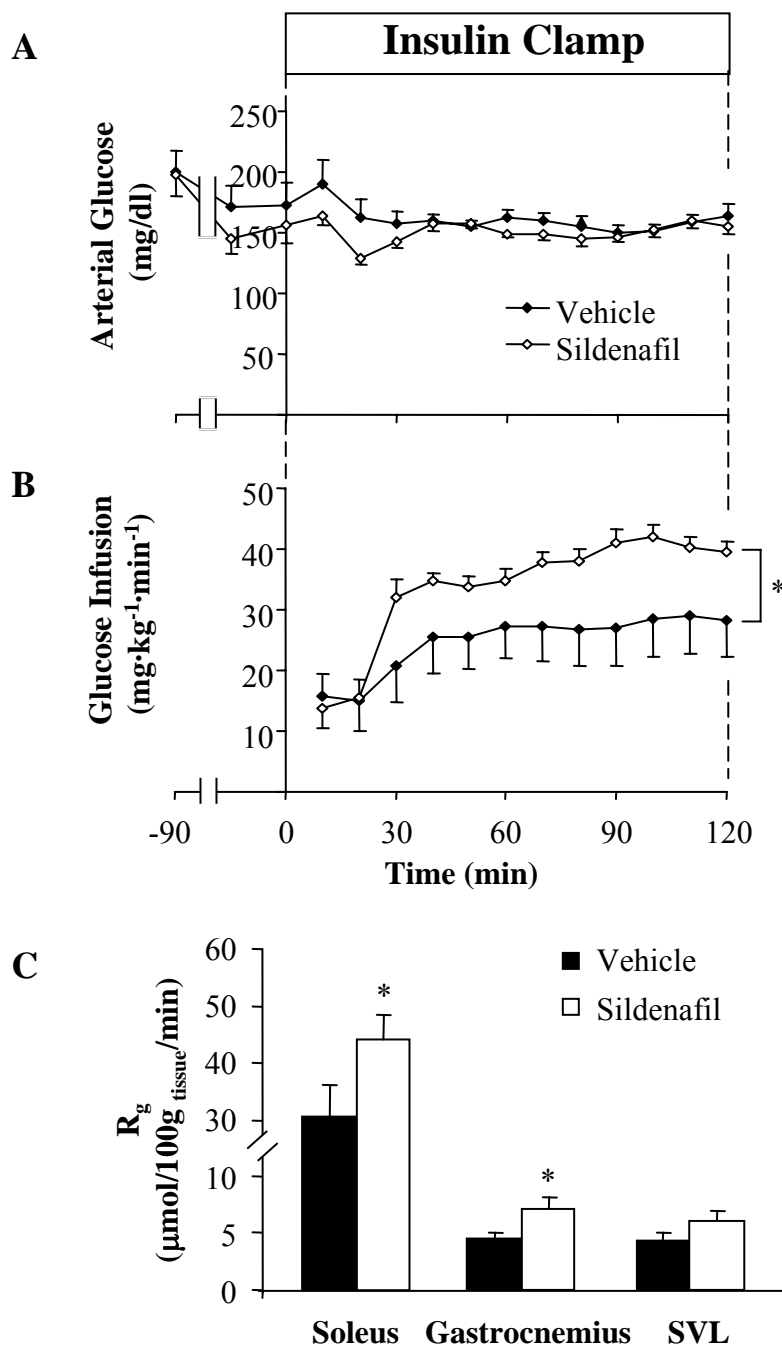 A
Insulin Clamp
Arterial Glucose
(mg/dl)
250
200
150
100
50
Vehicle
Sildenafil
B
Glucose Infusion
(mg·kg⁻¹·min⁻¹)
50
40
30
20
10
*
-90 0 30 60 90 120
Time (min)
C
R_g
(μmol/100g tissue/min)
60
50
40
30
10
5
0
Vehicle
Sildenafil
*
*
Soleus Gastrocnemius SVL